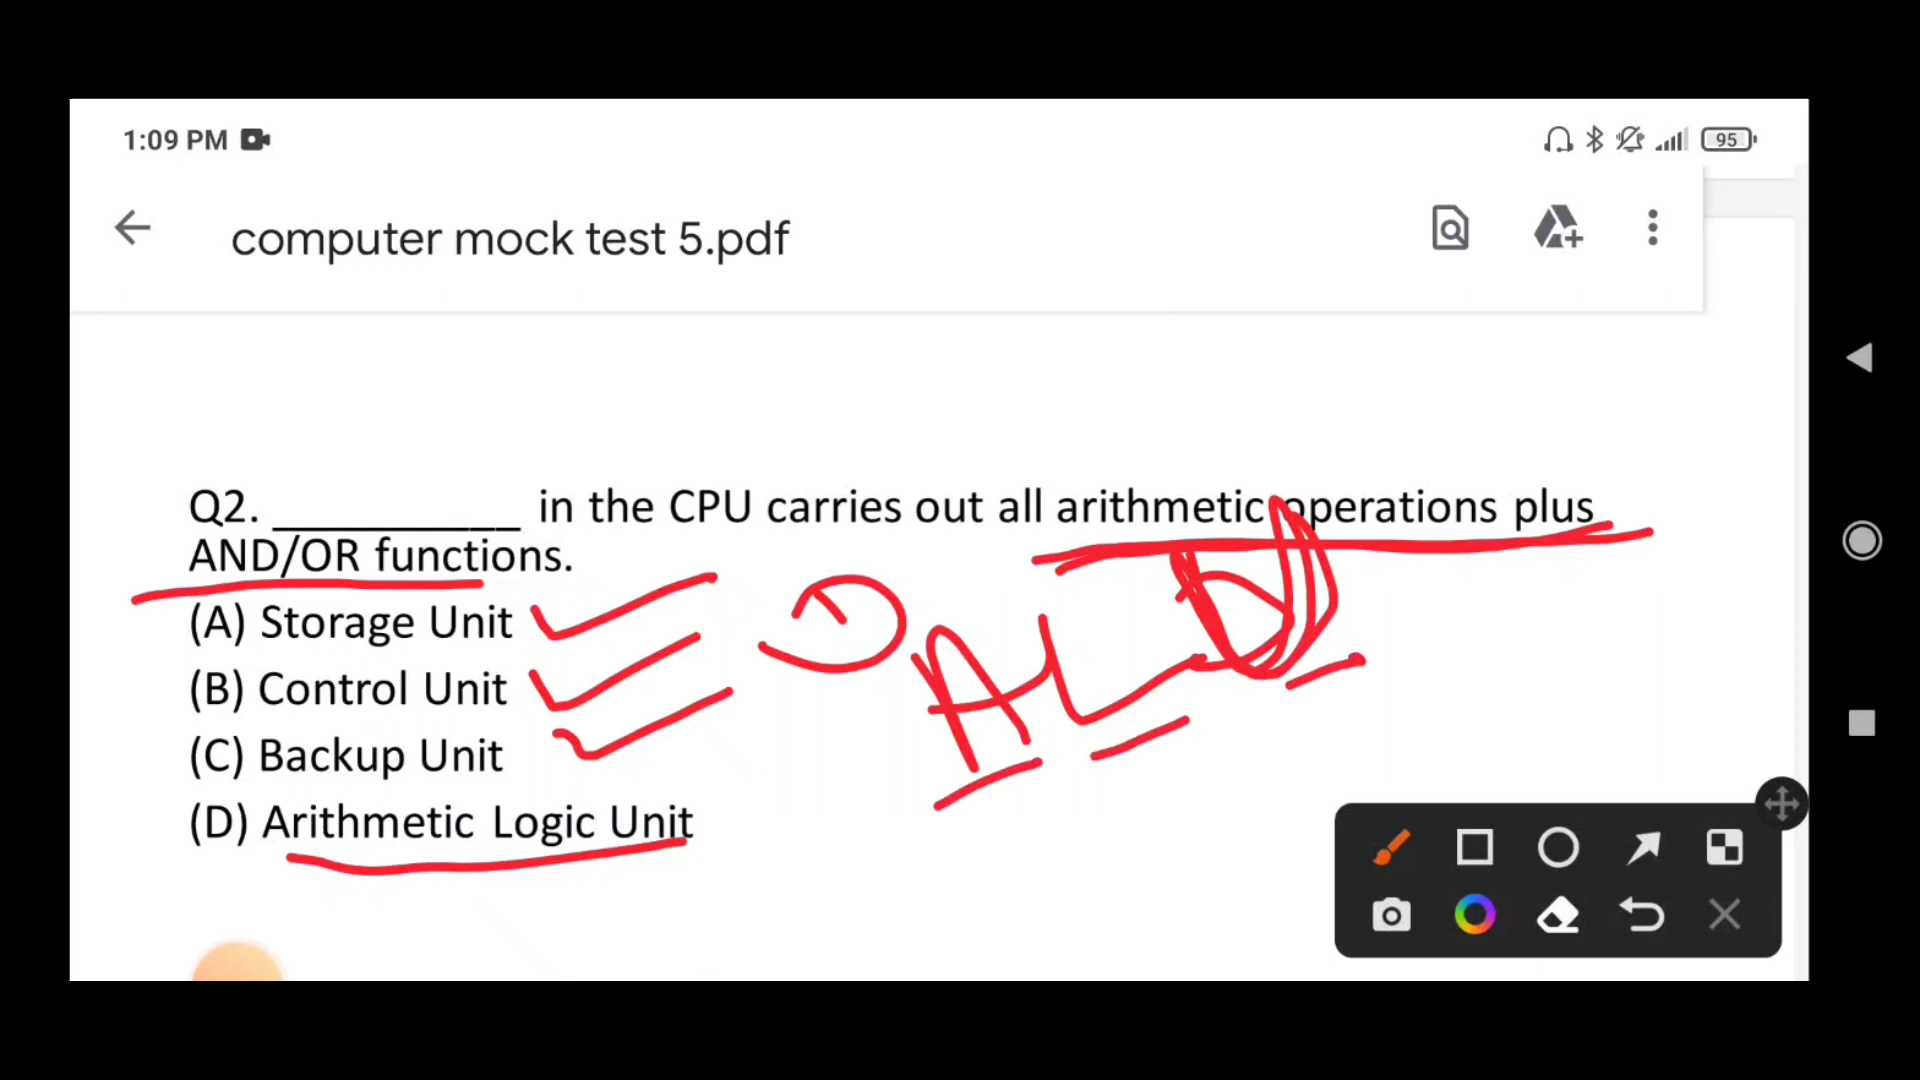 1:09 PM
95
computer mock test 5.pdf
Q2. __________ in the CPU carries out all arithmetic operations plus
AND/OR functions.
(A) Storage Unit
(B) Control Unit
(C) Backup Unit
(D) Arithmetic Logic Unit